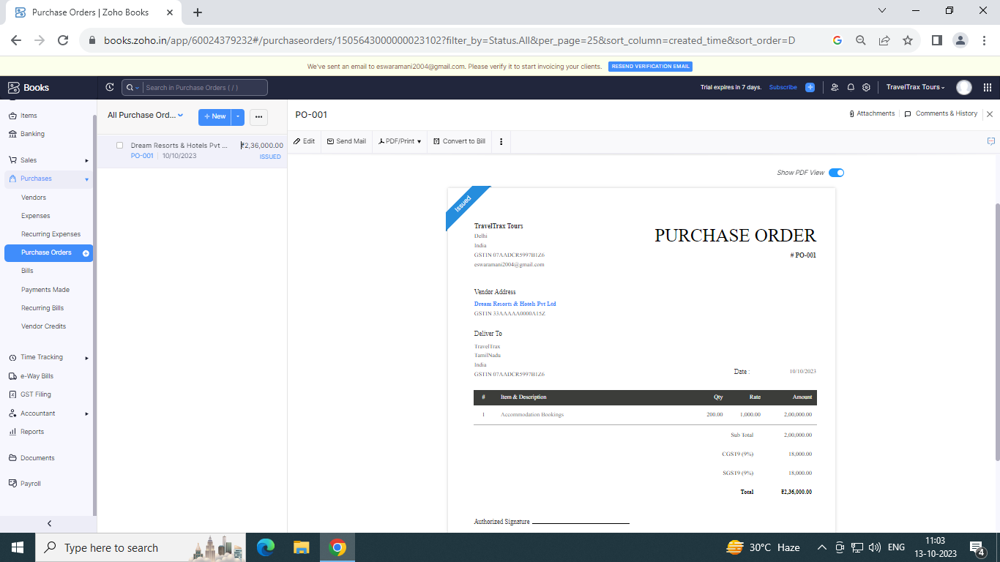 Purchase Orders | Zoho Books
books.zoho.in/app/60024379232#/purchaseorders/1505643000000023102?filter_by=Status.All&per_page=25&sort_column=created_time&sort_order=D
We've sent an email to eswaramani2004@gmail.com. Please verify it to start invoicing your clients. RESEND VERIFICATION EMAIL
Books
Search in Purchase Orders ( / )
Trial expires in 7 days. Subscribe
TravelTrax Tours
Items
Banking
Sales
Purchases
Vendors
Expenses
Recurring Expenses
Purchase Orders
Bills
Payments Made
Recurring Bills
Vendor Credits
Time Tracking
e-Way Bills
GST Filing
Accountant
Reports
Documents
Payroll
All Purchase Ord...
+ New
Dream Resorts & Hotels Pvt ... ₹2,36,000.00
PO-001 | 10/10/2023 ISSUED
PO-001
Attachments
Comments & History
Edit
Send Mail
PDF/Print
Convert to Bill
Show PDF View
Issued
TravelTrax Tours
Delhi
India
GSTIN 07AADCR5997B1Z6
eswaramani2004@gmail.com
PURCHASE ORDER
# PO-001
Vendor Address
Dream Resorts & Hotels Pvt Ltd
GSTIN 33AAAAA0000A15Z
Deliver To
TravelTrax
TamilNadu
India
GSTIN 07AADCR5997B1Z6
Date : 10/10/2023
# Item & Description Qty Rate Amount
1 Accommodation Bookings 200.00 1,000.00 2,00,000.00
Sub Total 2,00,000.00
CGST9 (9%) 18,000.00
SGST9 (9%) 18,000.00
Total ₹2,36,000.00
Authorized Signature
Type here to search
30°C Haze
ENG
11:03
13-10-2023
4